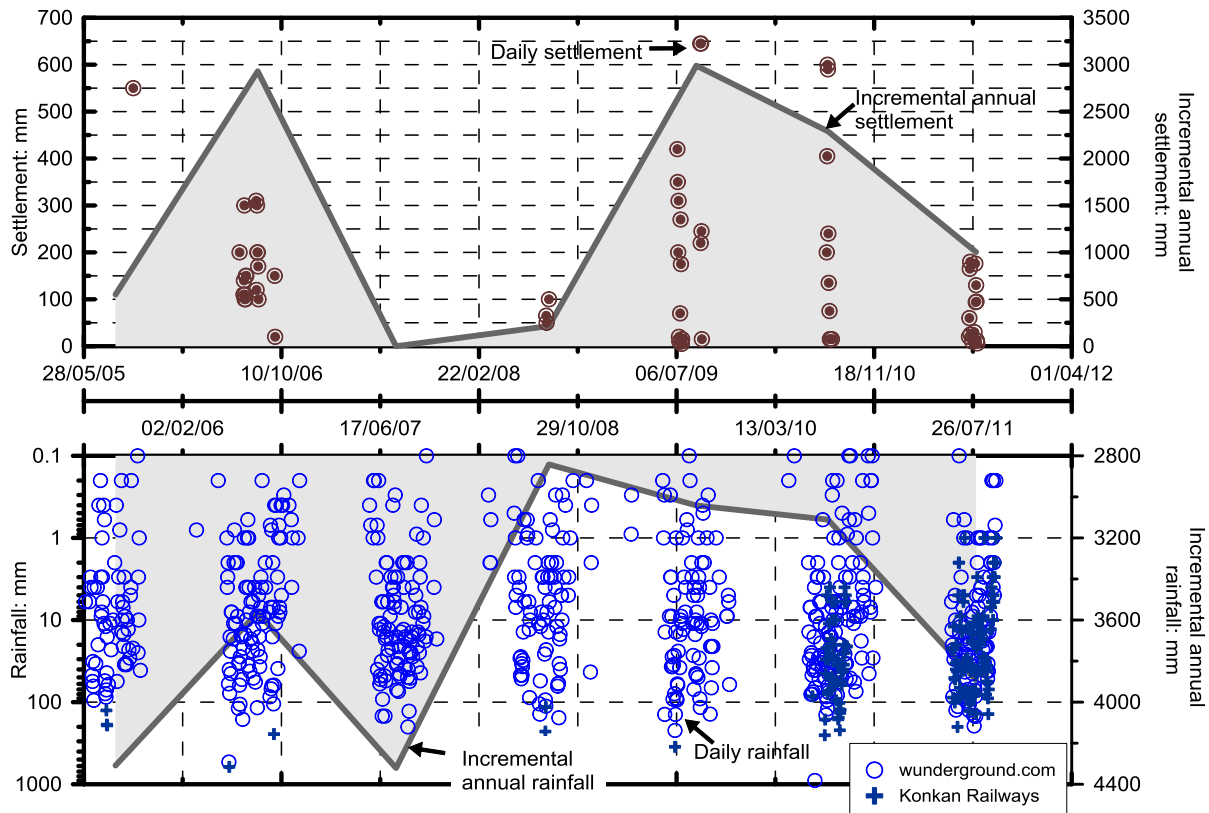 700
600
500
400
300
200
100
0
Settlement: mm
3500
3000
2500
2000
1500
1000
500
0
Incremental annual
settlement: mm
Daily settlement
Incremental annual
settlement
28/05/05
10/10/06
22/02/08
06/07/09
18/11/10
01/04/12
02/02/06
17/06/07
29/10/08
13/03/10
26/07/11
0.1
1
10
100
1000
Rainfall: mm
2800
3200
3600
4000
4400
Incremental annual
rainfall: mm
Incremental
annual rainfall
Daily rainfall
wunderground.com
Konkan Railways